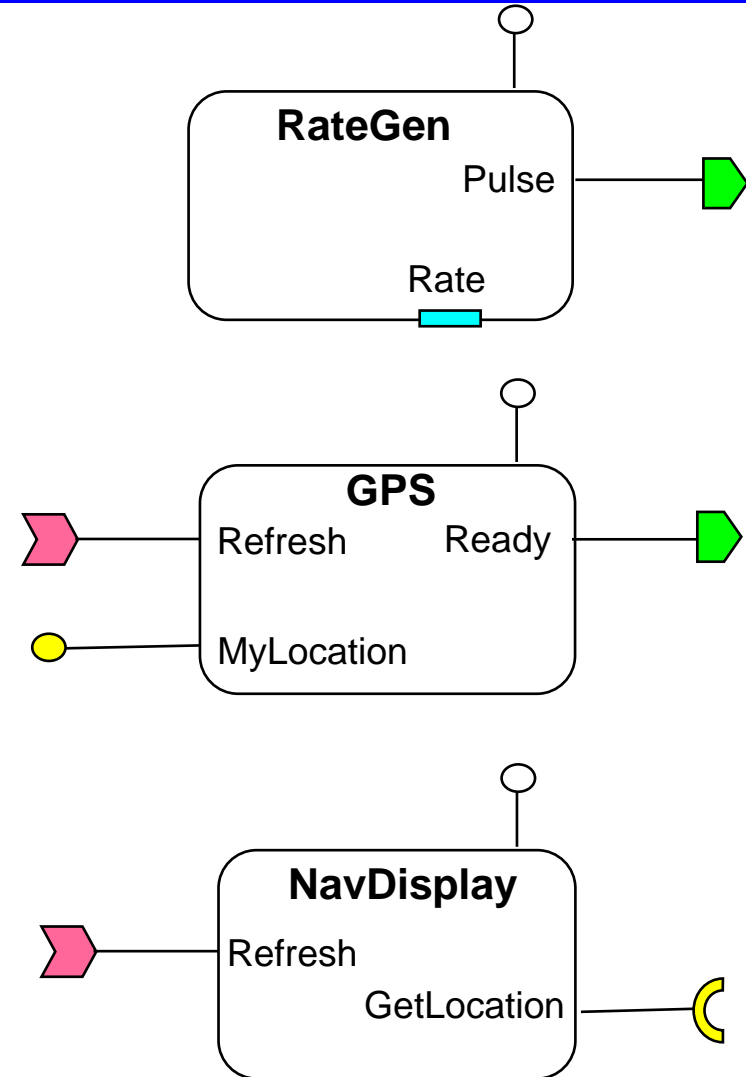 RateGen
Pulse
Rate
GPS
Refresh Ready
MyLocation
NavDisplay
Refresh
GetLocation